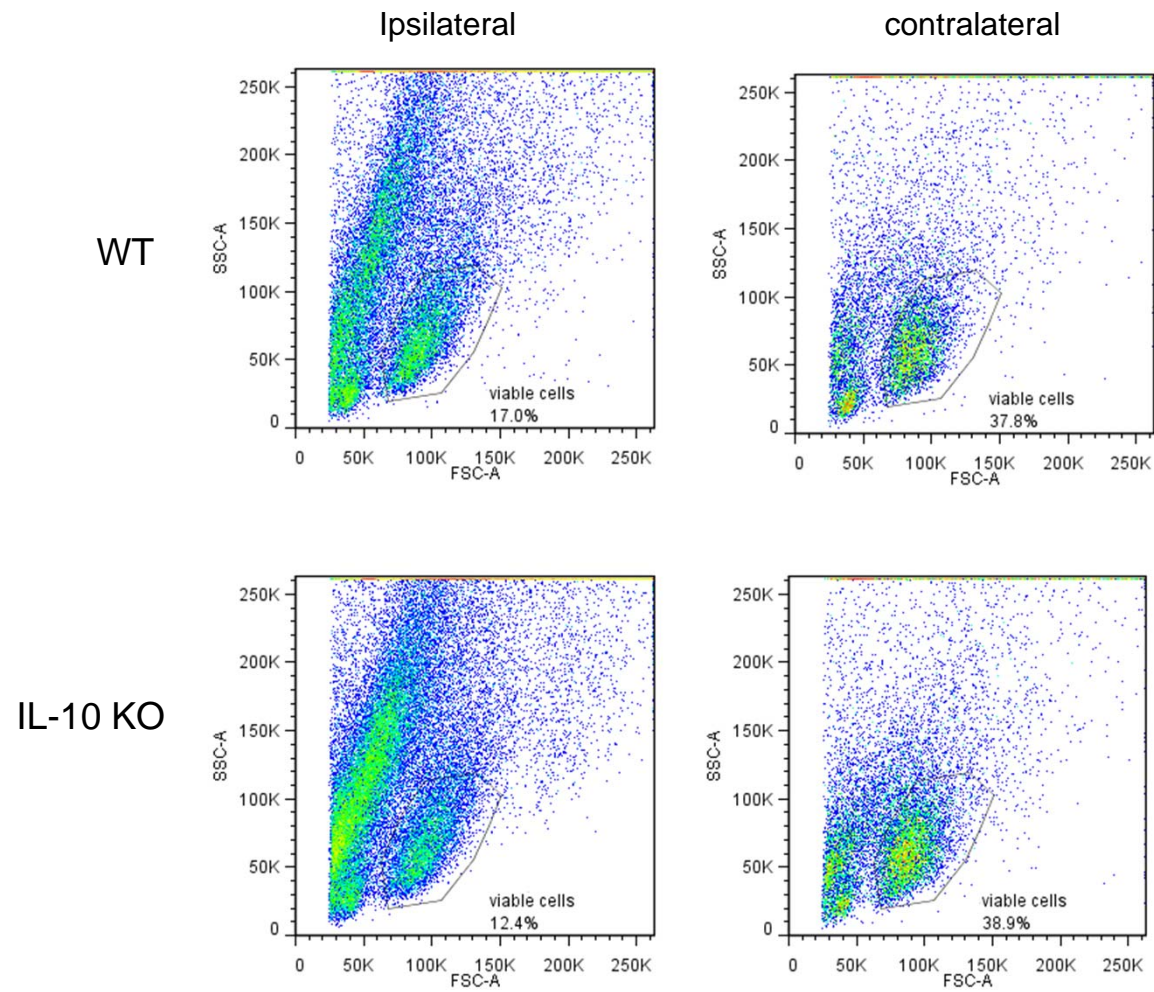 Ipsilateral
contralateral
WT
250K
200K
150K
100K
50K
0
SSC-A
viable cells
17.0%
0 50K 100K 150K 200K 250K
FSC-A
250K
200K
150K
100K
50K
0
SSC-A
viable cells
37.8%
0 50K 100K 150K 200K 250K
FSC-A
IL-10 KO
250K
200K
150K
100K
50K
0
SSC-A
viable cells
12.4%
0 50K 100K 150K 200K 250K
FSC-A
250K
200K
150K
100K
50K
0
SSC-A
viable cells
38.9%
0 50K 100K 150K 200K 250K
FSC-A